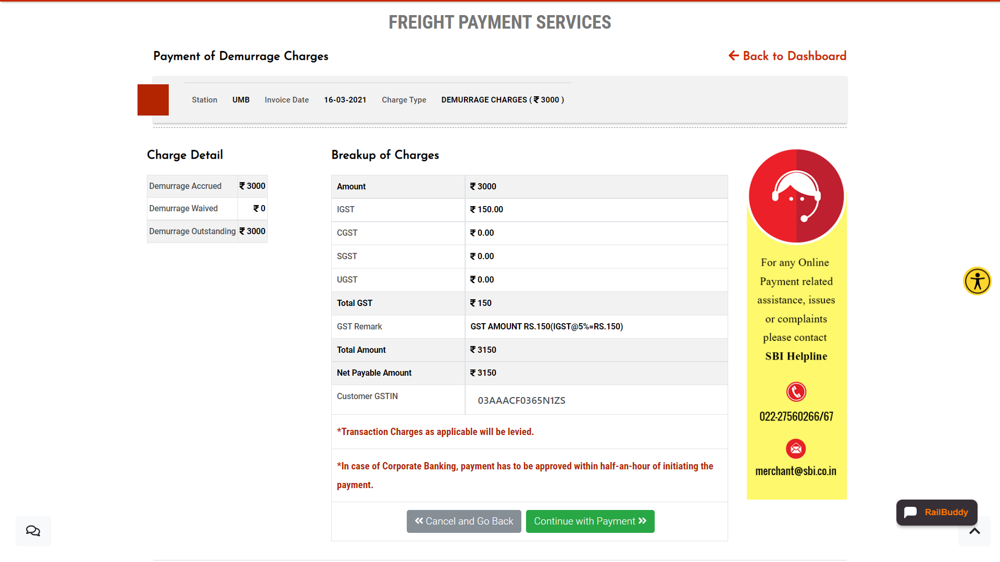 FREIGHT PAYMENT SERVICES
Payment of Demurrage Charges
Back to Dashboard
Station UMB Invoice Date 16-03-2021 Charge Type DEMURRAGE CHARGES ( ₹ 3000 )
Charge Detail
Demurrage Accrued ₹ 3000
Demurrage Waived ₹ 0
Demurrage Outstanding ₹ 3000
Breakup of Charges
Amount ₹ 3000
IGST ₹ 150.00
CGST ₹ 0.00
SGST ₹ 0.00
UGST ₹ 0.00
Total GST ₹ 150
GST Remark GST AMOUNT RS.150(IGST@5%=RS.150)
Total Amount ₹ 3150
Net Payable Amount ₹ 3150
Customer GSTIN 03AAACF0365N1ZS
*Transaction Charges as applicable will be levied.
*In case of Corporate Banking, payment has to be approved within half-an-hour of initiating the
payment.
Cancel and Go Back Continue with Payment
For any Online
Payment related
assistance, issues
or complaints
please contact
SBI Helpline
022-27560266/67
merchant@sbi.co.in
RailBuddy